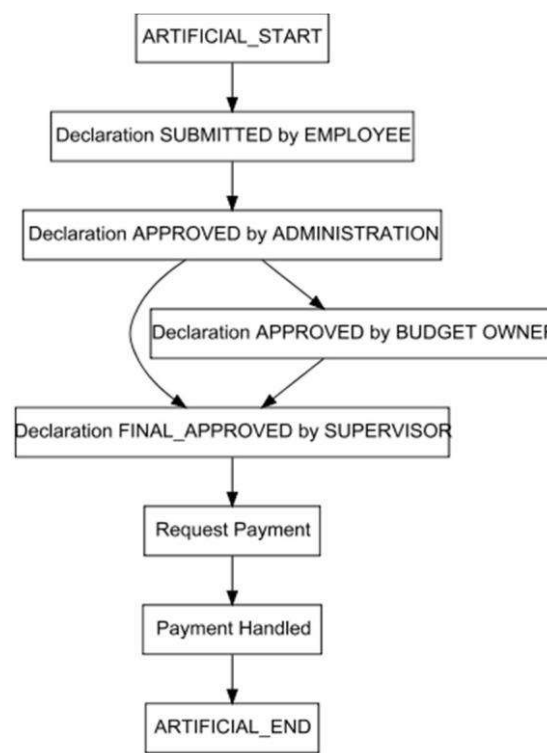 ARTIFICIAL_START
Declaration SUBMITTED by EMPLOYEE
Declaration APPROVED by ADMINISTRATION
Declaration APPROVED by BUDGET OWNER
Declaration FINAL_APPROVED by SUPERVISOR
Request Payment
Payment Handled
ARTIFICIAL_END